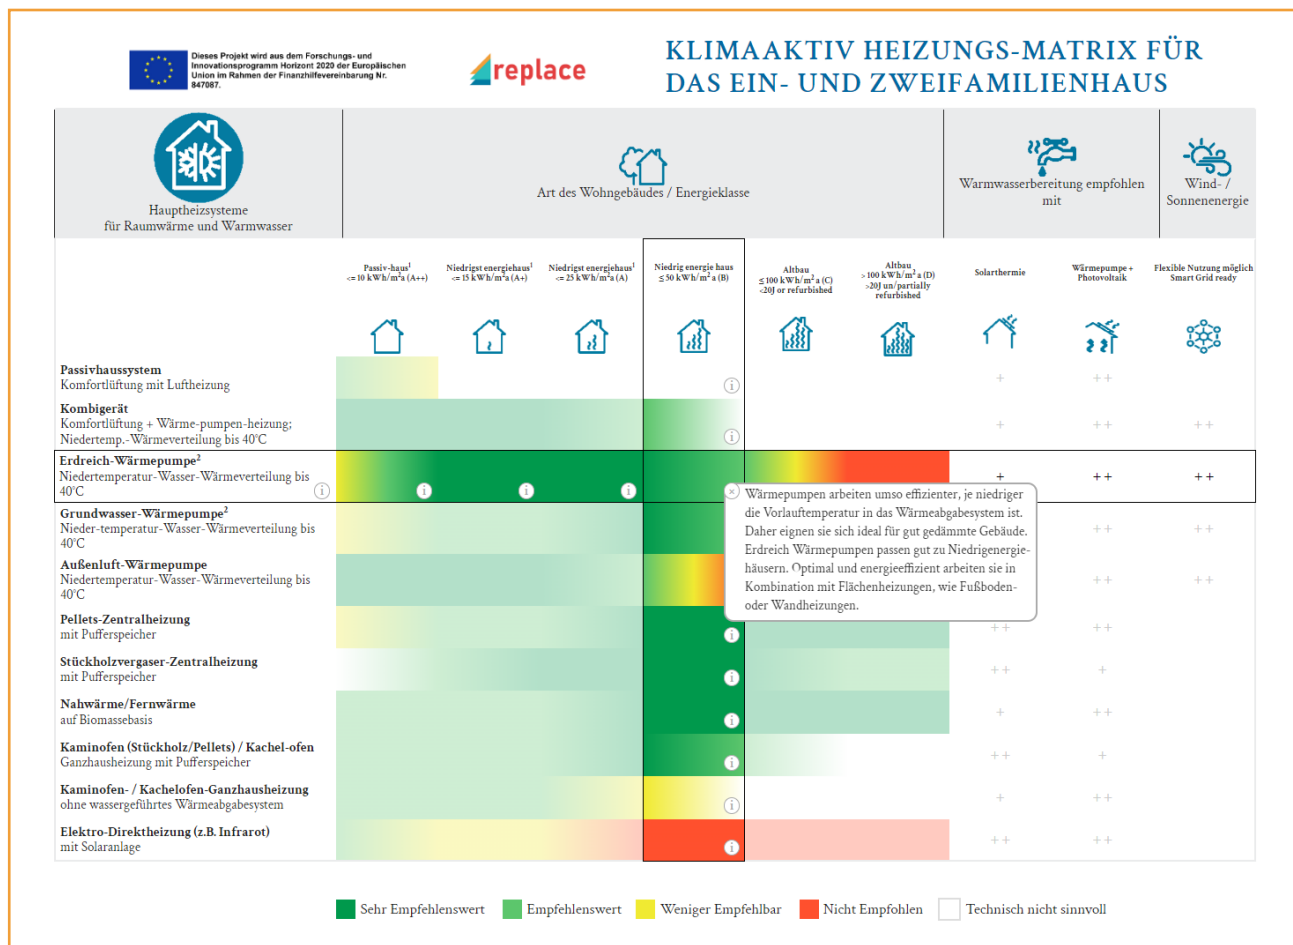 Dieses Projekt wird aus dem Forschungs- und
Innovationsprogramm Horizont 2020 der Europäischen
Union im Rahmen der Finanzhilfevereinbarung Nr.
847087.
replace
KLIMAAKTIV HEIZUNGS-MATRIX FÜR
DAS EIN- UND ZWEIFAMILIENHAUS
Hauptheizsysteme
für Raumwärme und Warmwasser
Art des Wohngebäudes / Energieklasse
Warmwasserbereitung empfohlen
mit
Wind- /
Sonnenenergie
Passiv-haus¹
<= 10 kWh/m²a (A++)
Niedrigst energiehaus¹
<= 15 kWh/m²a (A+)
Niedrigst energiehaus¹
<= 25 kWh/m²a (A)
Niedrig energie haus
≤ 50 kWh/m²a (B)
Altbau
≤ 100 kWh/m² a (C)
<20J or refurbished
Altbau
> 100 kWh/m² a (D)
>20J un/partially
refurbished
Solarthermie
Wärmepumpe +
Photovoltaik
Flexible Nutzung möglich
Smart Grid ready
Passivhaussystem
Komfortlüftung mit Luftheizung
i
+
++
Kombigerät
Komfortlüftung + Wärme-pumpen-heizung;
Niedertemp.-Wärmeverteilung bis 40°C
i
+
++
++
Erdreich-Wärmepumpe²
Niedertemperatur-Wasser-Wärmeverteilung bis
40°C
i
i
i
i
×
+
++
++
Wärmepumpen arbeiten umso effizienter, je niedriger
die Vorlauftemperatur in das Wärmeabgabesystem ist.
Daher eignen sie sich ideal für gut gedämmte Gebäude.
Erdreich Wärmepumpen passen gut zu Niedrigenergie-
häusern. Optimal und energieeffizient arbeiten sie in
Kombination mit Flächenheizungen, wie Fußboden-
oder Wandheizungen.
Grundwasser-Wärmepumpe²
Nieder-temperatur-Wasser-Wärmeverteilung bis
40°C
++
++
Außenluft-Wärmepumpe
Niedertemperatur-Wasser-Wärmeverteilung bis
40°C
++
++
Pellets-Zentralheizung
mit Pufferspeicher
i
++
++
Stückholzvergaser-Zentralheizung
mit Pufferspeicher
i
++
+
Nahwärme/Fernwärme
auf Biomassebasis
i
+
++
Kaminofen (Stückholz/Pellets) / Kachel-ofen
Ganzhausheizung mit Pufferspeicher
i
++
+
Kaminofen- / Kachelofen-Ganzhausheizung
ohne wassergeführtes Wärmeabgabesystem
i
+
++
Elektro-Direktheizung (z.B. Infrarot)
mit Solaranlage
i
++
++
Sehr Empfehlenswert
Empfehlenswert
Weniger Empfehlbar
Nicht Empfohlen
Technisch nicht sinnvoll